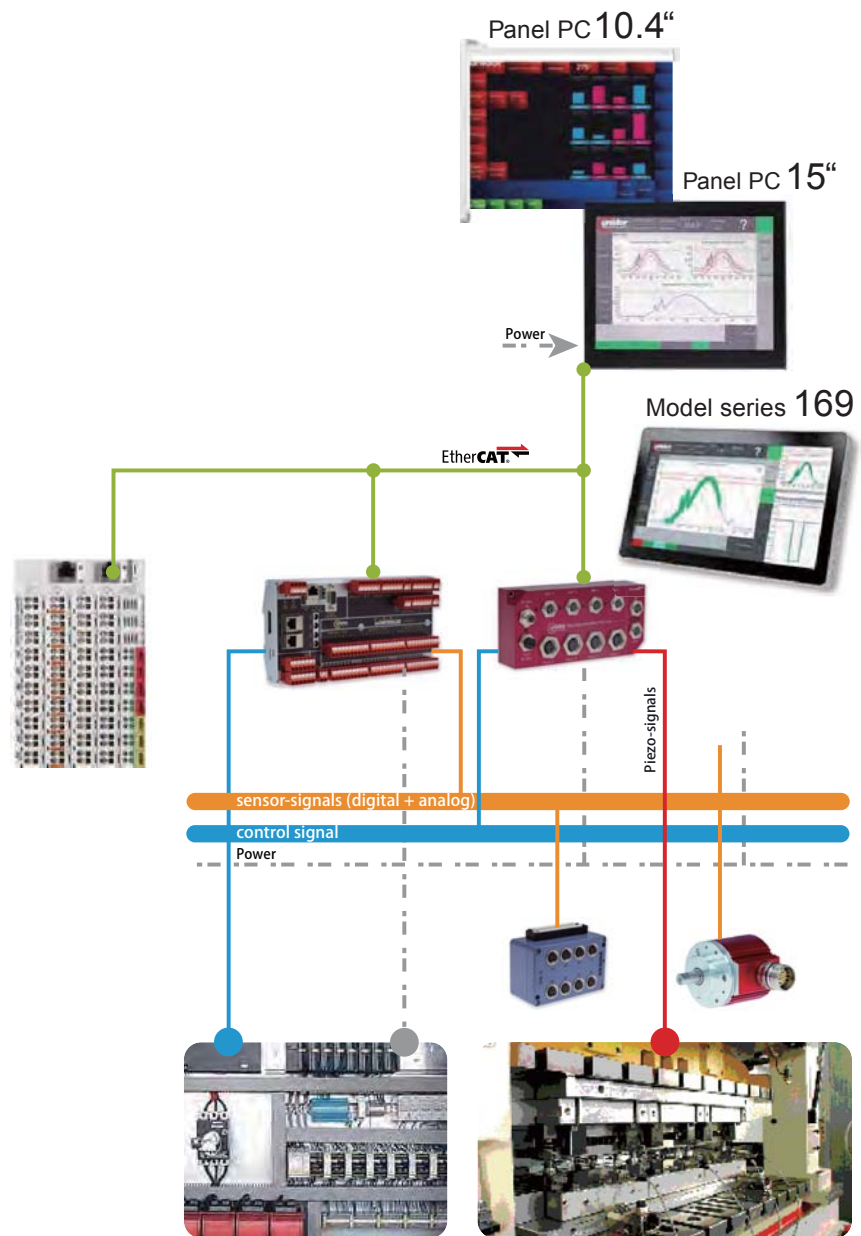 Panel PC 10.4“
Panel PC 15“
unidor
?
Power
Model series 169
EtherCAT.
?
Piezo-signals
sensor-signals (digital + analog)
control signal
Power